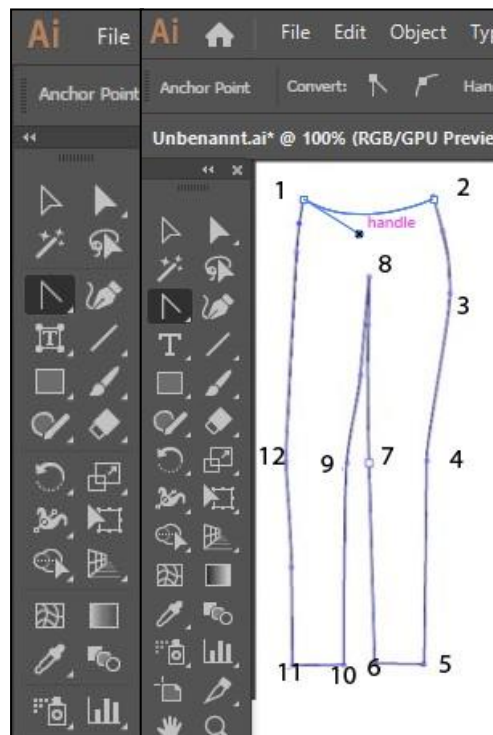 Ai File
Anchor Point
Ai File Edit Object Typ
Anchor Point Convert: Han
Unbenannt.ai* @ 100% (RGB/GPU Previe
1
2
handle
8
3
12
9
7
4
11
10
6
5